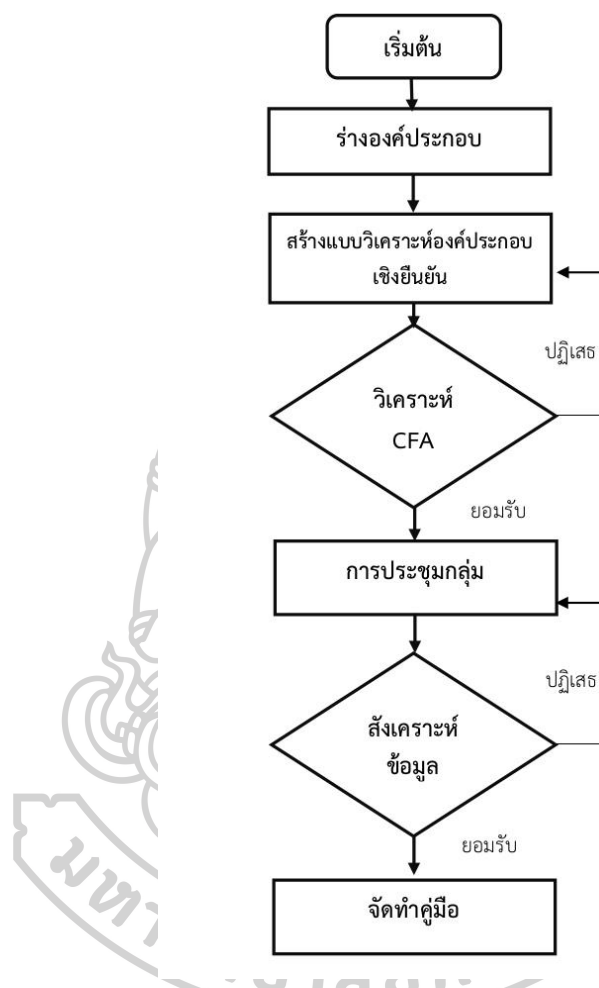 เริ่มต้น
ร่างองค์ประกอบ
สร้างแบบวิเคราะห์องค์ประกอบ
เชิงยืนยัน
ปฏิเสธ
วิเคราะห์
CFA
ยอมรับ
การประชุมกลุ่ม
ปฏิเสธ
สังเคราะห์
ข้อมูล
ยอมรับ
จัดทำคู่มือ